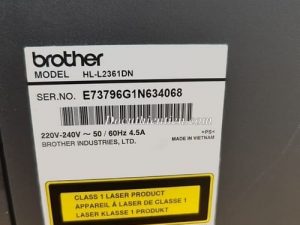 brother
MODEL HL-L2361DN
SER.NO. E73796G1N634068
220V-240V ~ 50 / 60Hz 4.5A
<PS>
BROTHER INDUSTRIES, LTD.
MADE IN VIETNAM
CLASS 1 LASER PRODUCT
APPAREIL À LASER DE CLASSE 1
LASER KLASSE 1 PRODUKT